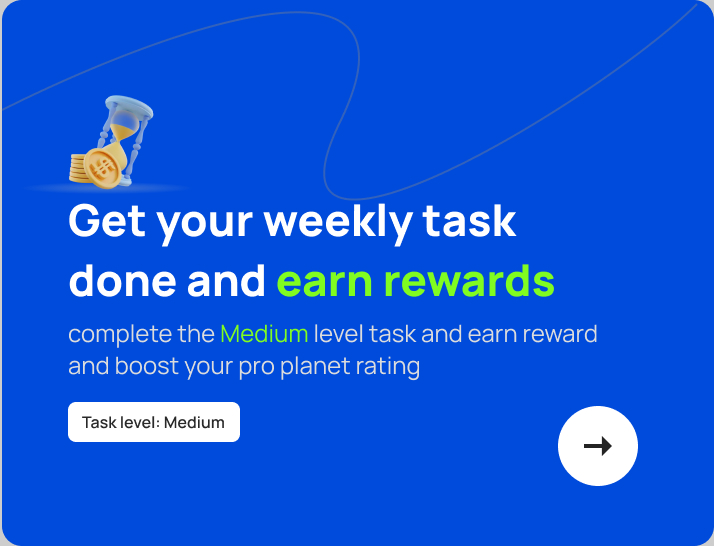 Get your weekly task
done and earn rewards
complete the Medium level task and earn reward
and boost your pro planet rating
Task level: Medium